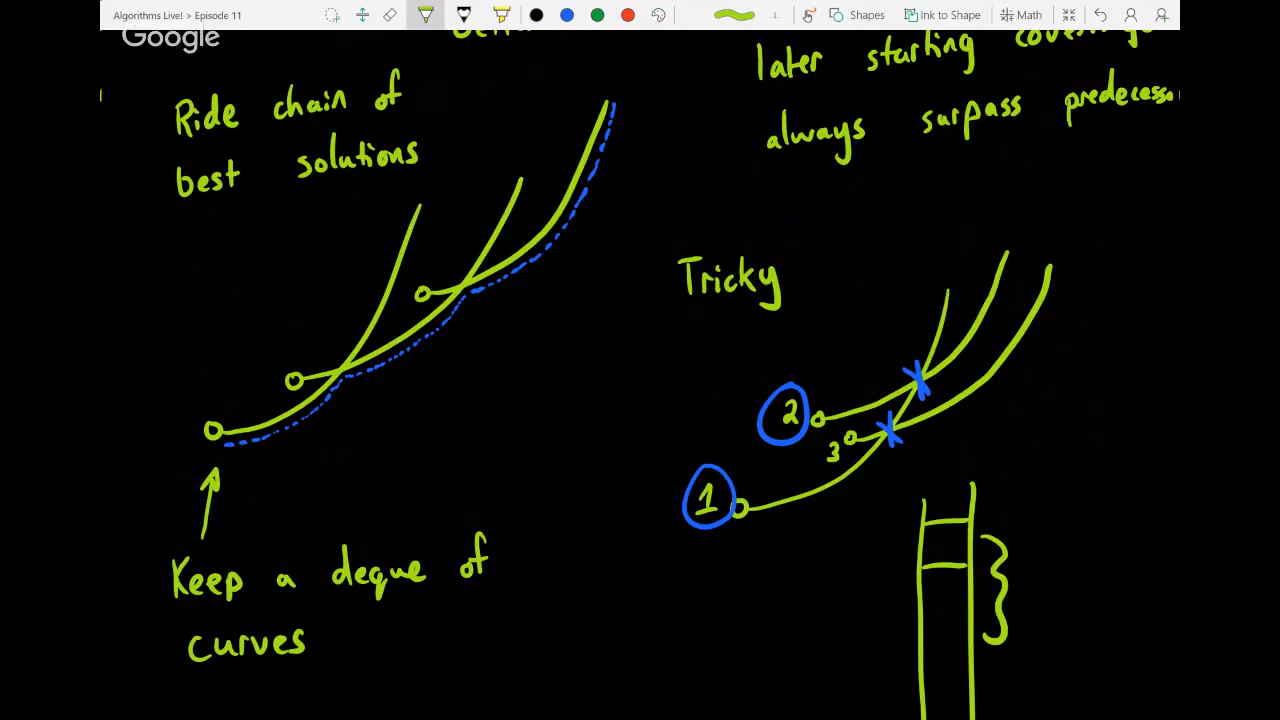 Algorithms Live! > Episode 11
Shapes
Ink to Shape
Math
Google
later starting
always surpass
Ride chain of
best solutions
Tricky
2
3
1
Keep a deque of
curves